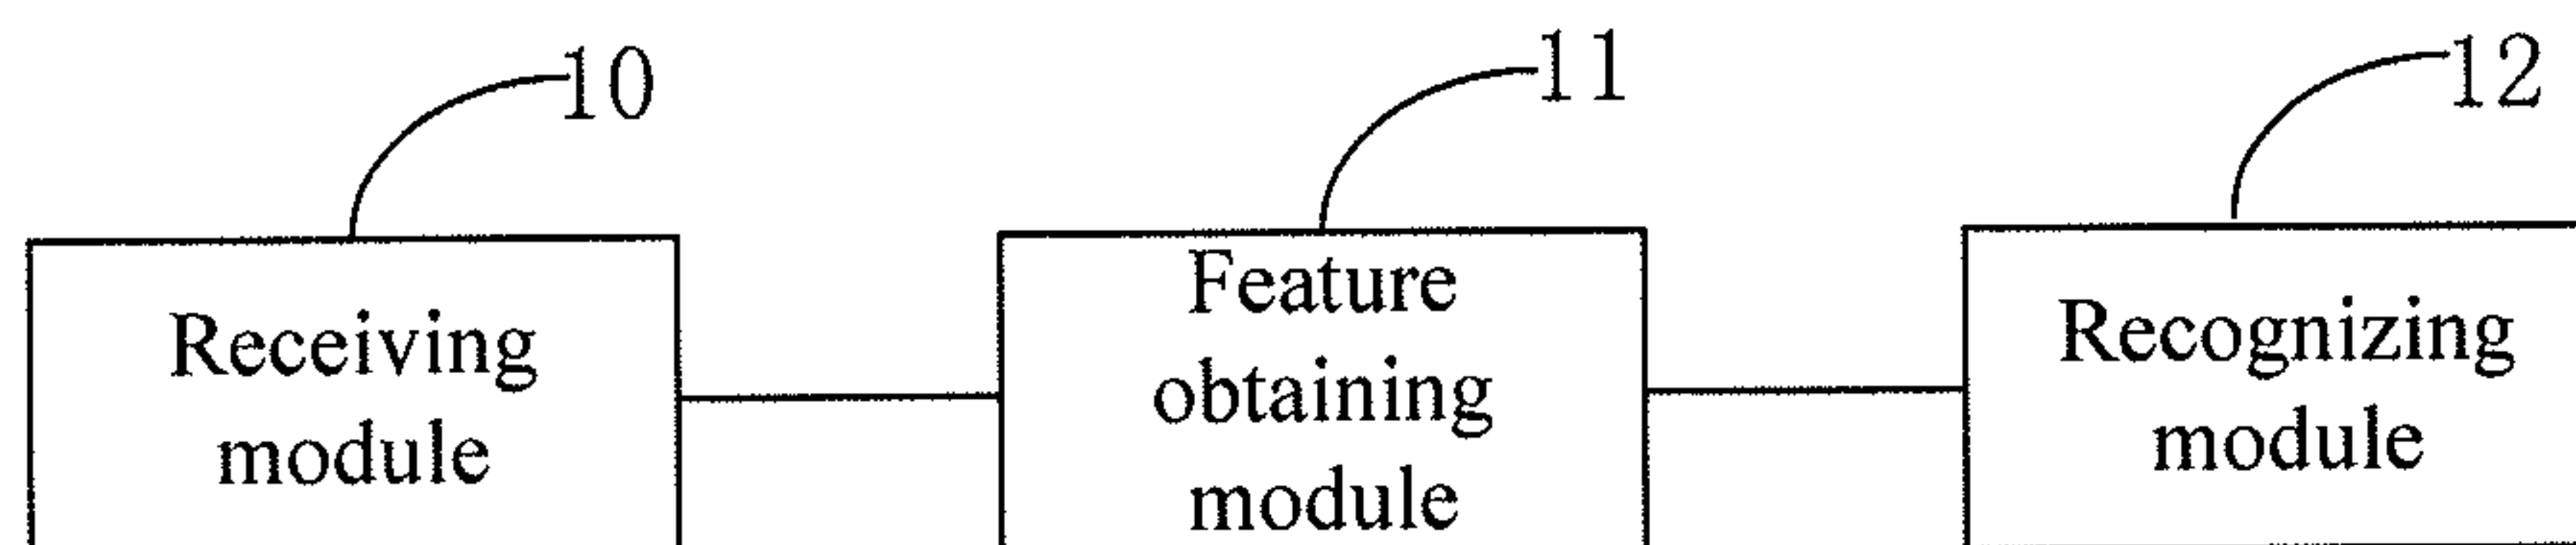 10
11
12
Receiving
module
Feature
obtaining
module
Recognizing
module